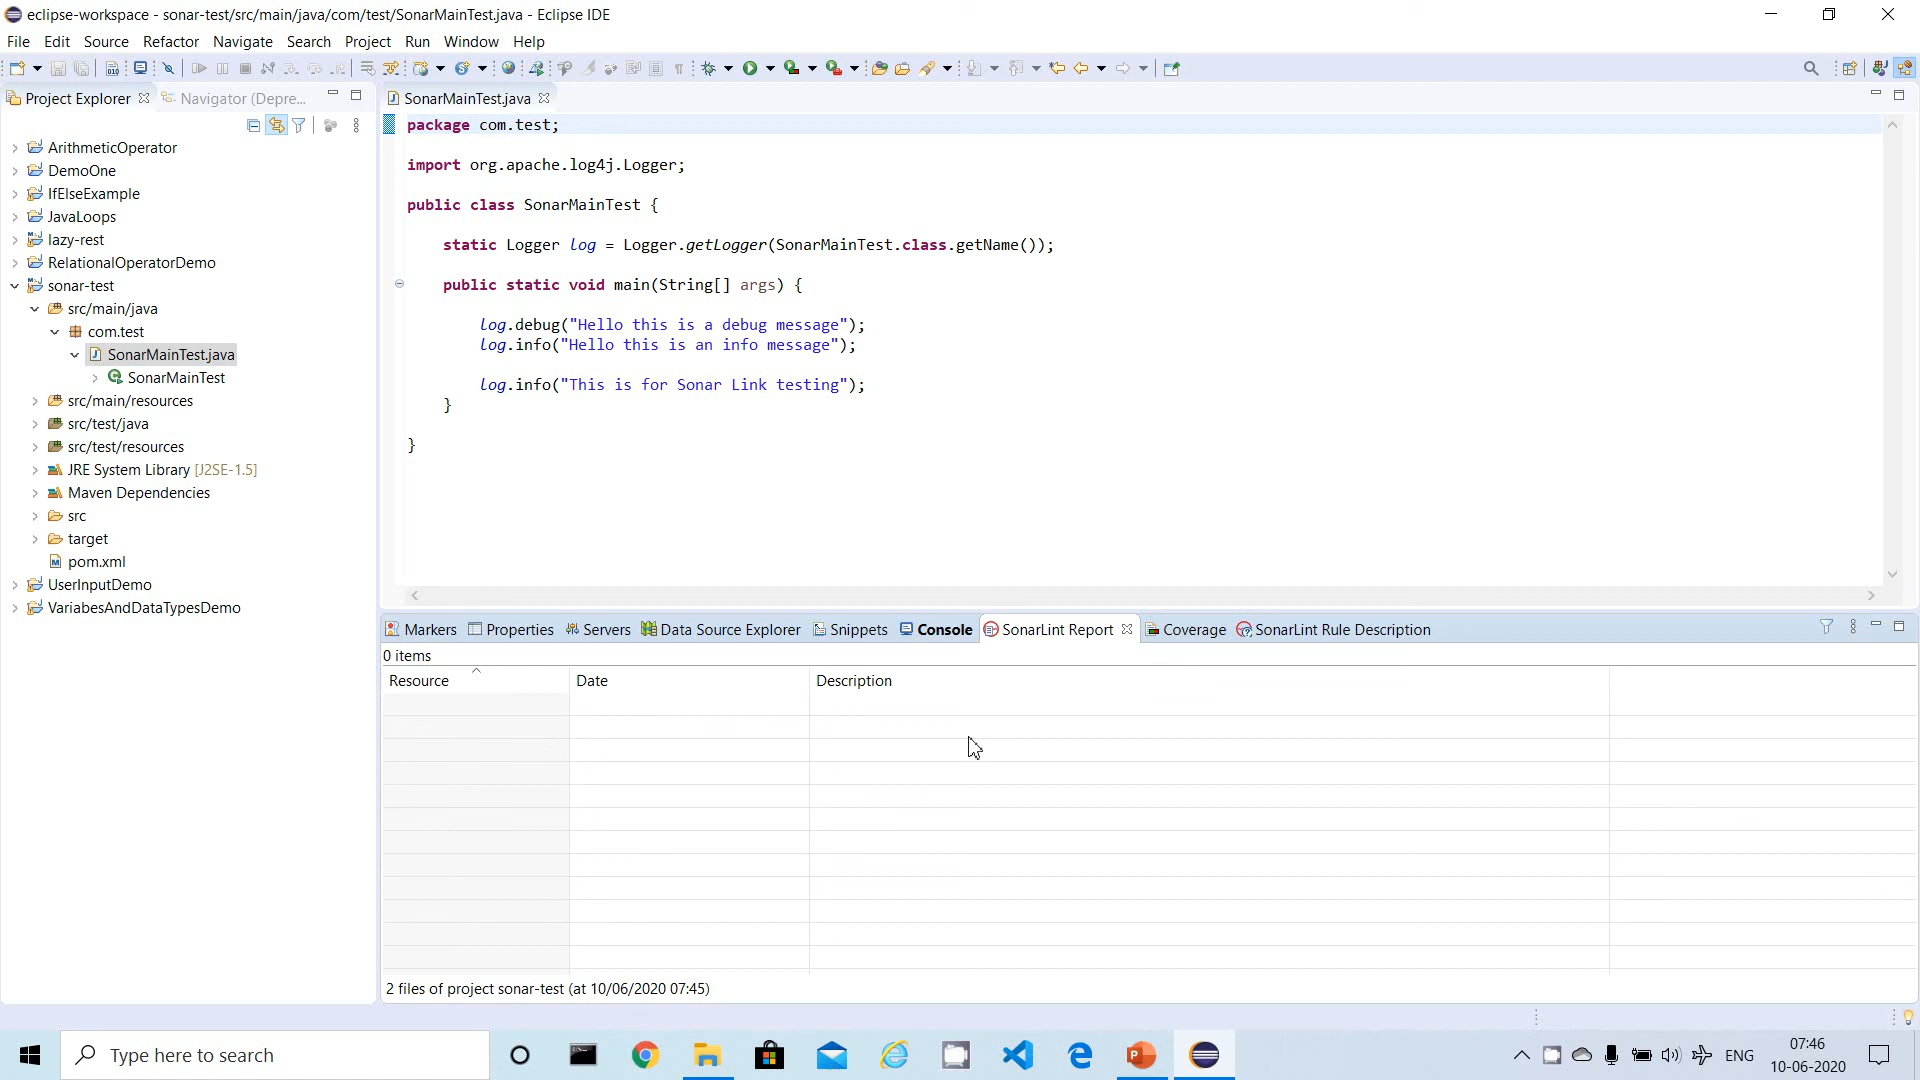 eclipse-workspace - sonar-test/src/main/java/com/test/SonarMainTest.java - Eclipse IDE
File Edit Source Refactor Navigate Search Project Run Window Help
Project Explorer Navigator (Depre...
SonarMainTest.java
ArithmeticOperator
DemoOne
IfElseExample
JavaLoops
lazy-rest
RelationalOperatorDemo
sonar-test
src/main/java
com.test
SonarMainTest.java
SonarMainTest
src/main/resources
src/test/java
src/test/resources
JRE System Library [J2SE-1.5]
Maven Dependencies
src
target
pom.xml
UserInputDemo
VariabesAndDataTypesDemo
package com.test;
import org.apache.log4j.Logger;
public class SonarMainTest {
static Logger log = Logger.getLogger(SonarMainTest.class.getName());
public static void main(String[] args) {
log.debug("Hello this is a debug message");
log.info("Hello this is an info message");
log.info("This is for Sonar Link testing");
}
}
Markers Properties Servers Data Source Explorer Snippets Console SonarLint Report Coverage SonarLint Rule Description
0 items
Resource Date Description
2 files of project sonar-test (at 10/06/2020 07:45)
Type here to search
ENG
07:46
10-06-2020